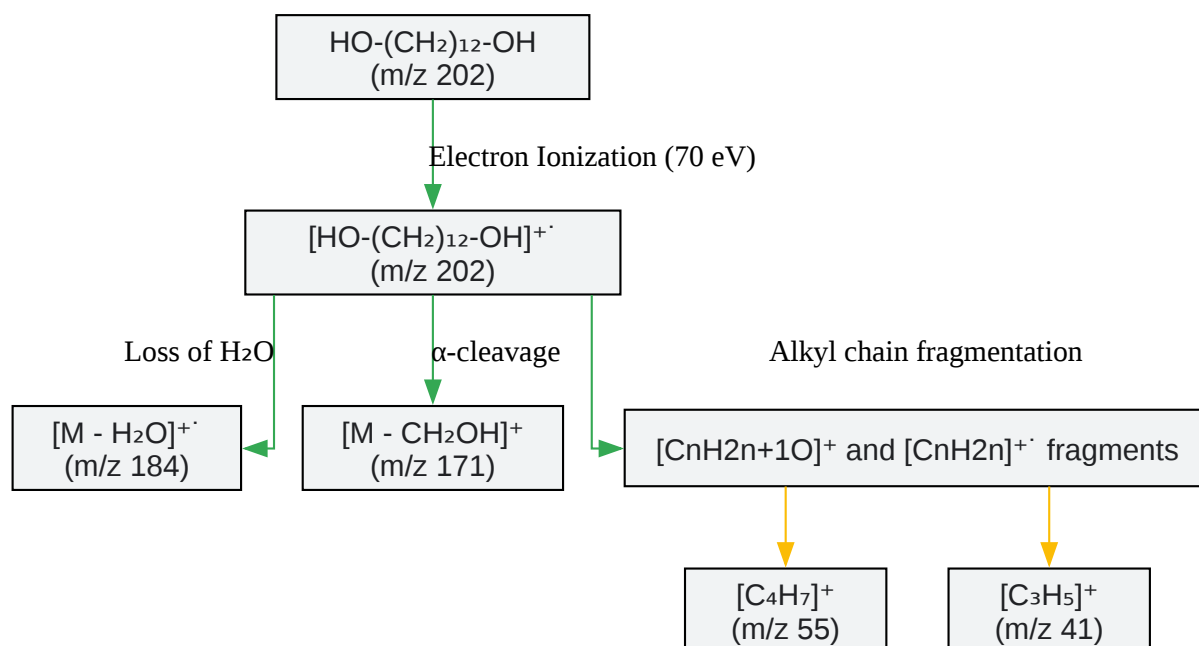 HO-(CH₂)₁₂-OH
(m/z 202)
Electron Ionization (70 eV)
[HO-(CH₂)₁₂-OH]⁺˙
(m/z 202)
Loss of H₂O
α-cleavage
Alkyl chain fragmentation
[M - H₂O]⁺˙
(m/z 184)
[M - CH₂OH]⁺
(m/z 171)
[CnH2n+1O]⁺ and [CnH2n]⁺˙ fragments
[C₄H₇]⁺
(m/z 55)
[C₃H₅]⁺
(m/z 41)